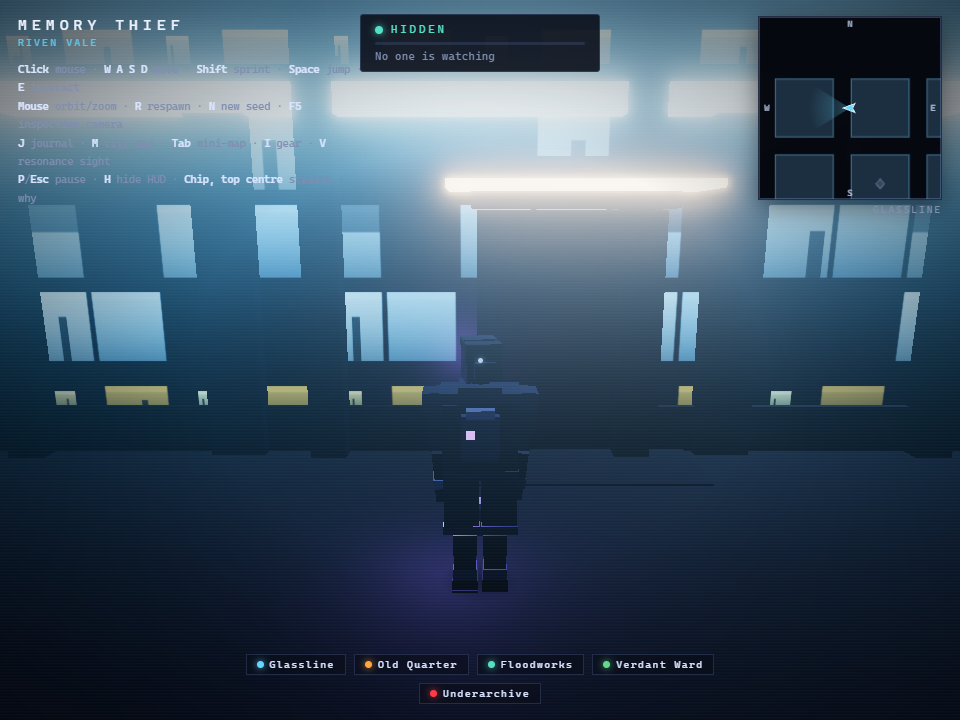 MEMORY THIEF
RIVEN VALE
Click mouse · W A S D · Shift sprint · Space jump
E interact
Mouse orbit/zoom · R respawn · N new seed · F5
camera
J journal · M · Tab mini-map · I gear · V
resonance sight
P/Esc pause · H hide HUD · Chip, top centre
why
HIDDEN
No one is watching
N
W
E
S
GLASSLINE
Glassline
Old Quarter
Floodworks
Verdant Ward
Underarchive